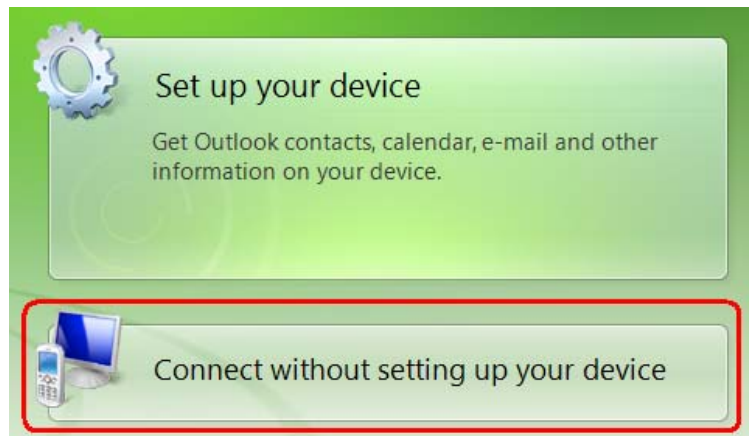 Set up your device
Get Outlook contacts, calendar, e-mail and other
information on your device.
Connect without setting up your device